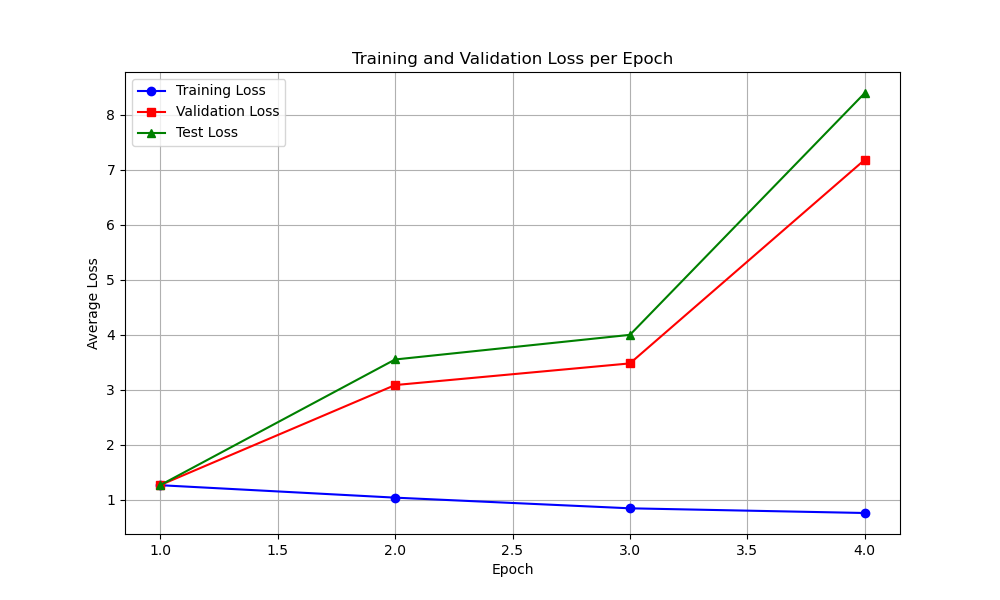 Training and Validation Loss per Epoch
Training Loss
Validation Loss
Test Loss
Average Loss
8
7
6
5
4
3
2
1
1.0 1.5 2.0 2.5 3.0 3.5 4.0
Epoch